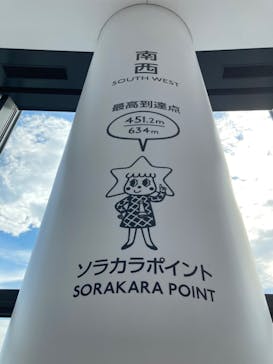 南西
SOUTH WEST
最高到達点
451.2m
634m
ソラカラポイント
SORAKARA POINT